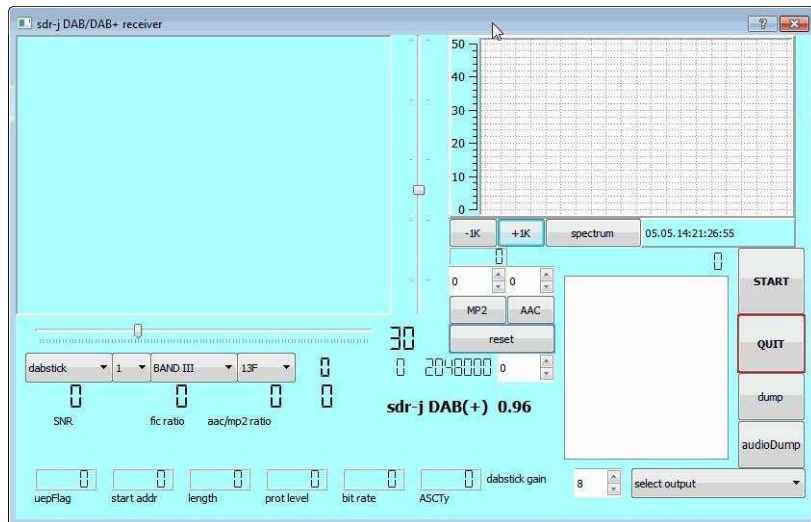 sdr-j DAB/DAB+ receiver
50
40
30
20
10
0
-1K +1K spectrum 05.05.14:21:26:55
0 0
0 0
MP2 AAC
reset
START
QUIT
dump
audioDump
30
dabstick 1 BAND III 13F 0 0 2048000 0
0 0 0 0
SNR fic ratio aac/mp2 ratio
sdr-j DAB(+) 0.96
0 0 0 0 0 0 dabstick gain 8 select output
uepFlag start addr length prot level bit rate ASCTy